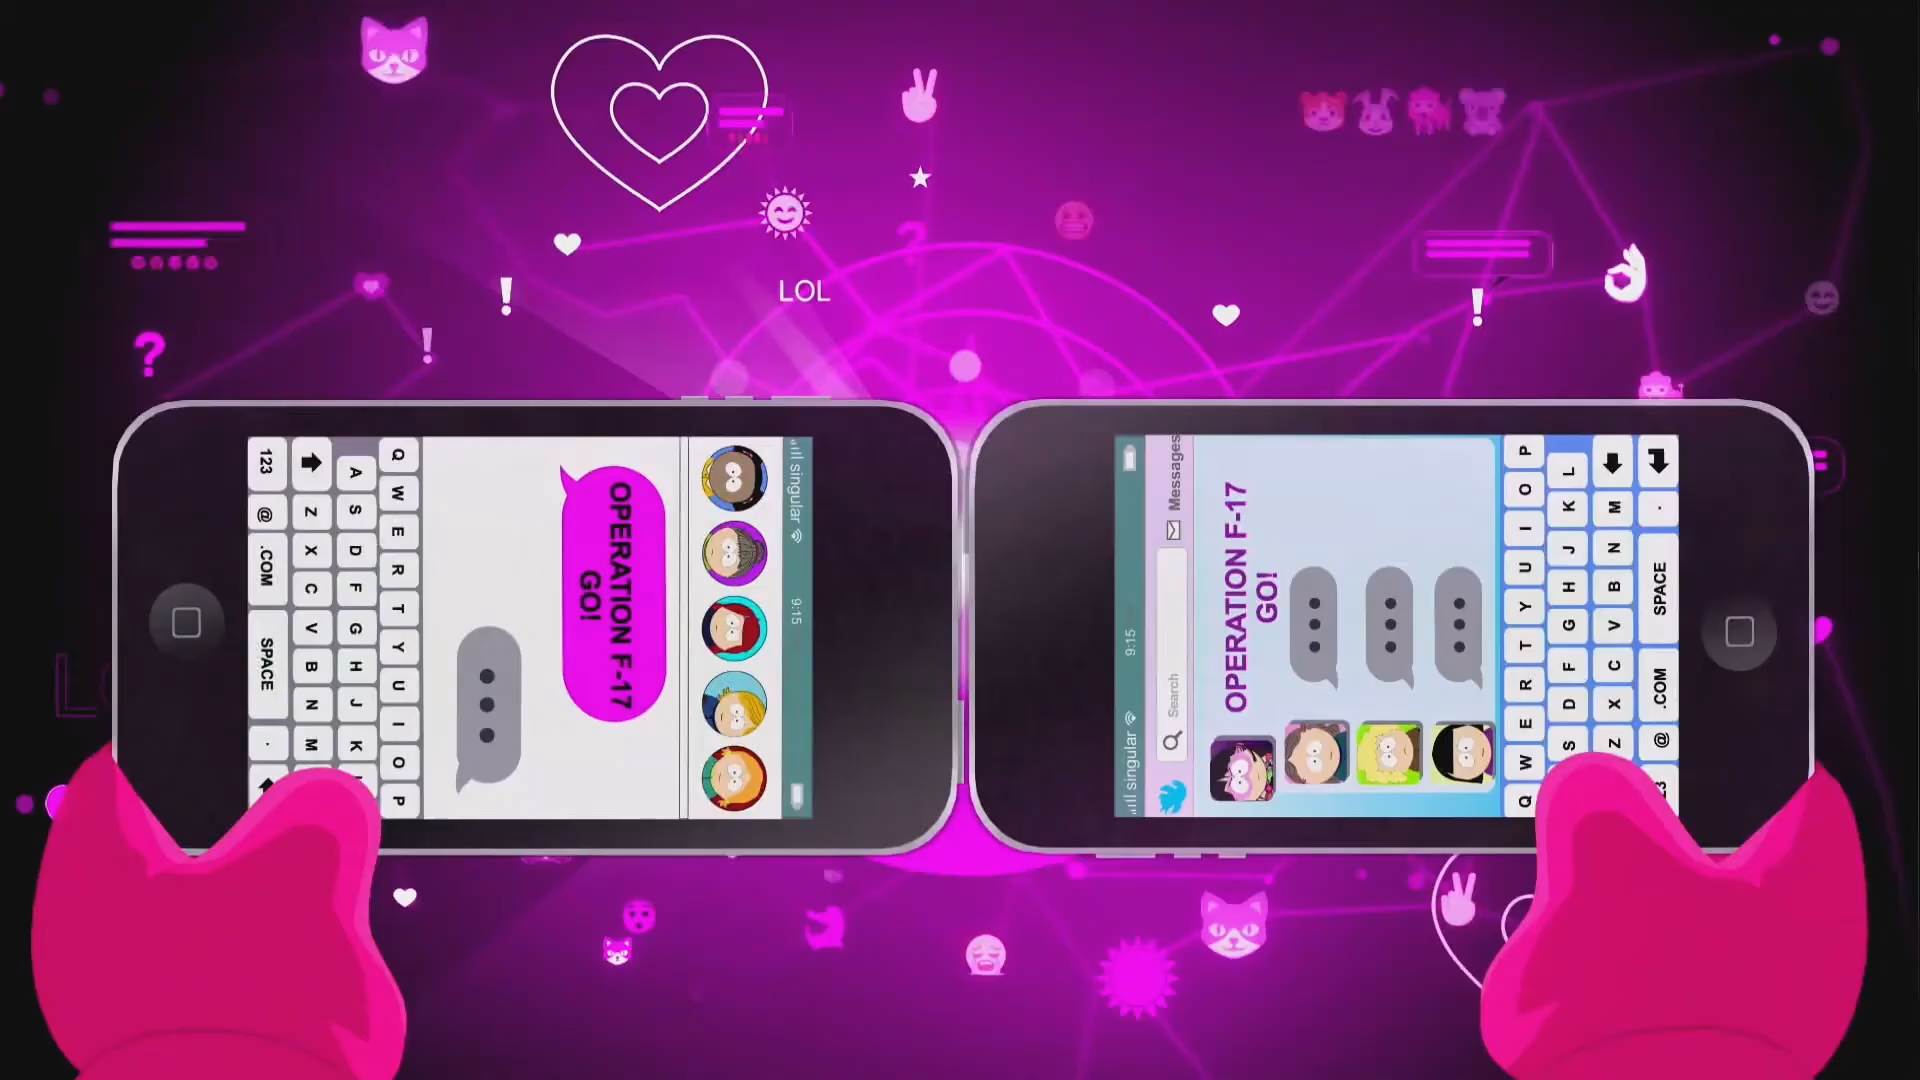 LOL
?
?
!
!
!
singular
9:15
OPERATION F-17
GO!
Q W E R T Y U I O P
A S D F G H J K
Z X C V B N M
123 @ .COM SPACE .
singular
9:15
Messages
Search
OPERATION F-17
GO!
Q W E R T Y U I O P
S D F G H J K L
Z X C V B N M
@ .COM SPACE .